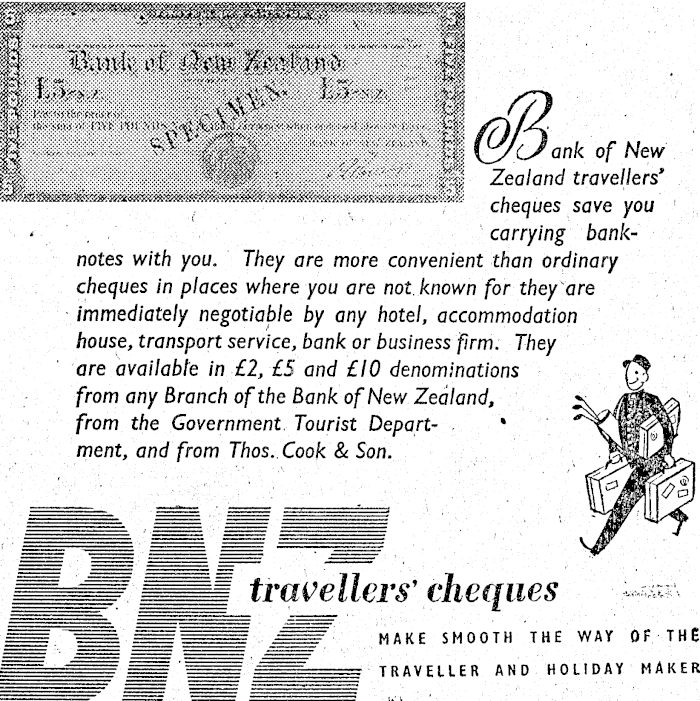 Bank of New Zealand
£5
£5
SPECIMEN
FIVE POUNDS
Bank of New
Zealand travellers'
cheques save you
carrying bank-
notes with you. They are more convenient than ordinary
cheques in places where you are not known for they are
immediately negotiable by any hotel, accommodation
house, transport service, bank or business firm. They
are available in £2, £5 and £10 denominations
from any Branch of the Bank of New Zealand,
from the Government Tourist Depart-
ment, and from Thos. Cook & Son.
BNZ
travellers' cheques
MAKE SMOOTH THE WAY OF THE
TRAVELLER AND HOLIDAY MAKER